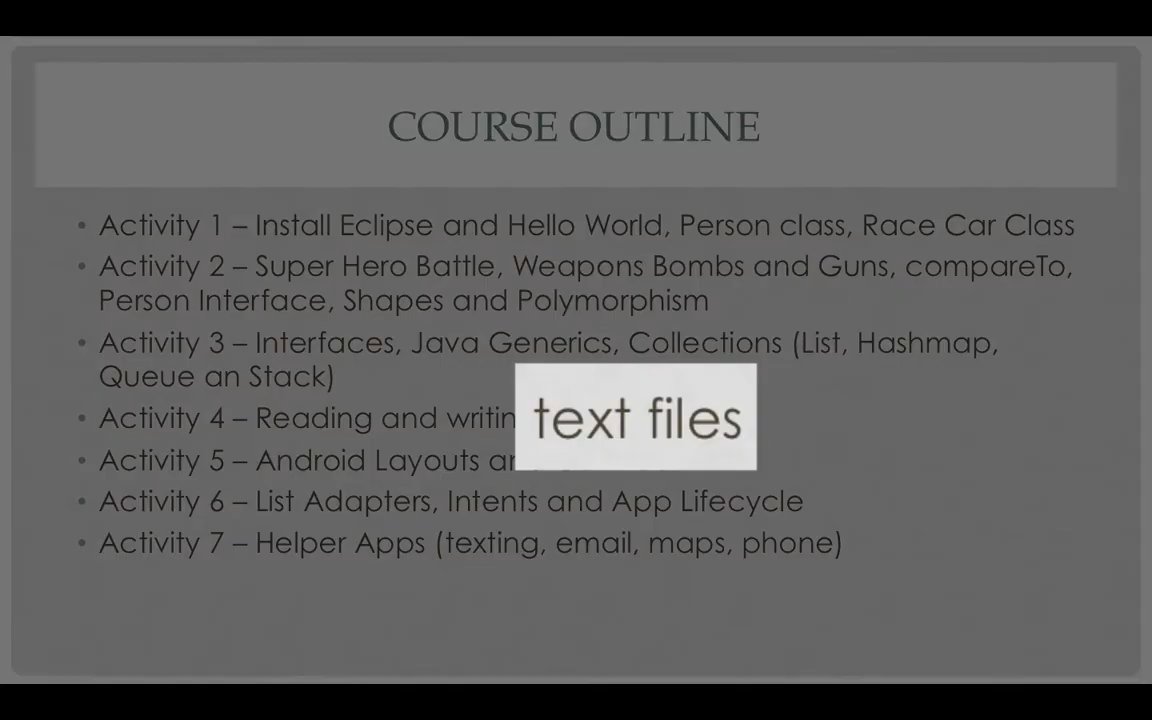 COURSE OUTLINE
• Activity 1 – Install Eclipse and Hello World, Person class, Race Car Class
• Activity 2 – Super Hero Battle, Weapons Bombs and Guns, compareTo,
Person Interface, Shapes and Polymorphism
• Activity 3 – Interfaces, Java Generics, Collections (List, Hashmap,
Queue an Stack)
• Activity 4 – Reading and writin text files
• Activity 5 – Android Layouts
• Activity 6 – List Adapters, Intents and App Lifecycle
• Activity 7 – Helper Apps (texting, email, maps, phone)